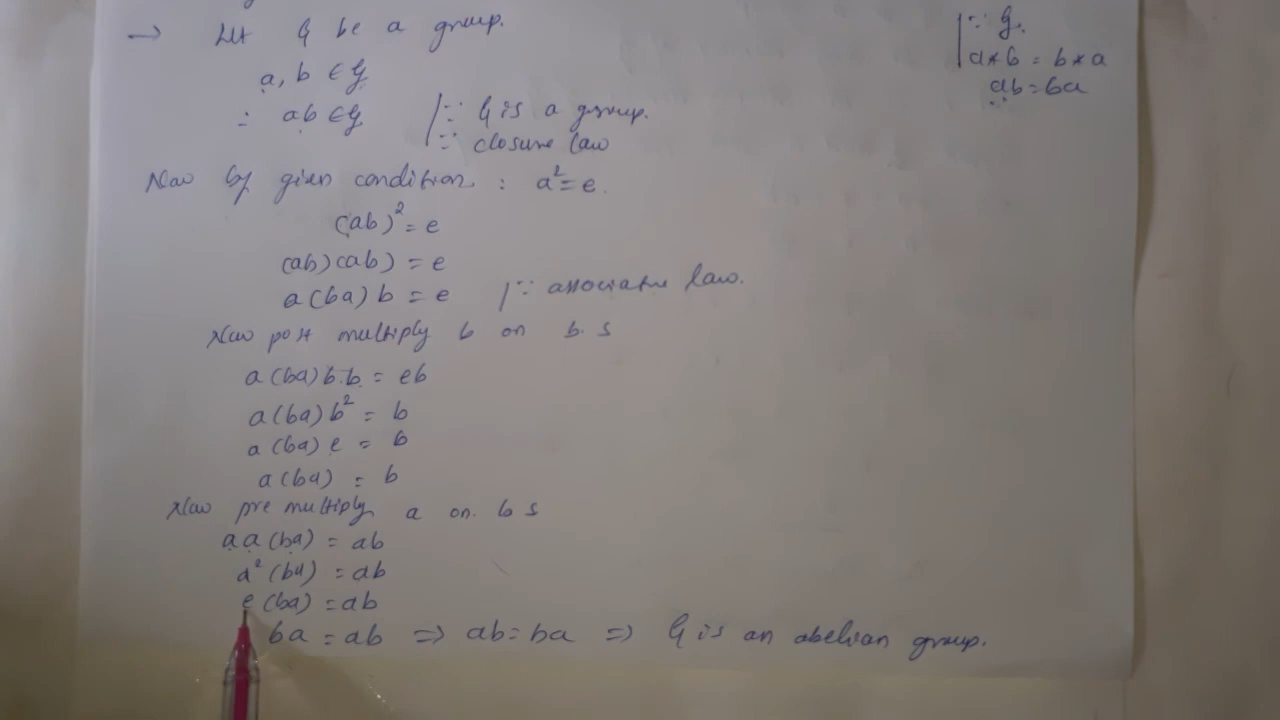 → Let G be a group.
a, b ∈ G
∴ ab ∈ G |∵ G is a group.
∵ closure law
|∵ G.
a*b = b*a
ab = ba
Now by given condition : a² = e.
(ab)² = e
(ab)(ab) = e
a(ba)b = e |∵ associative law.
Now post multiply b on b.s
a(ba)b.b = eb
a(ba)b² = b
a(ba)e = b
a(ba) = b
Now pre multiply a on b s
aa(ba) = ab
a²(ba) = ab
e(ba) = ab
ba = ab ⇒ ab = ba ⇒ G is an abelian group.